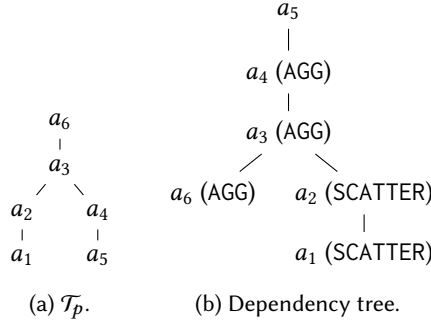 a₅
a₄ (AGG)
a₃ (AGG)
a₆ (AGG) a₂ (SCATTER)
a₁ (SCATTER)
a₆
a₃
a₂ a₄
a₁ a₅
(a) 𝒯ₚ. (b) Dependency tree.